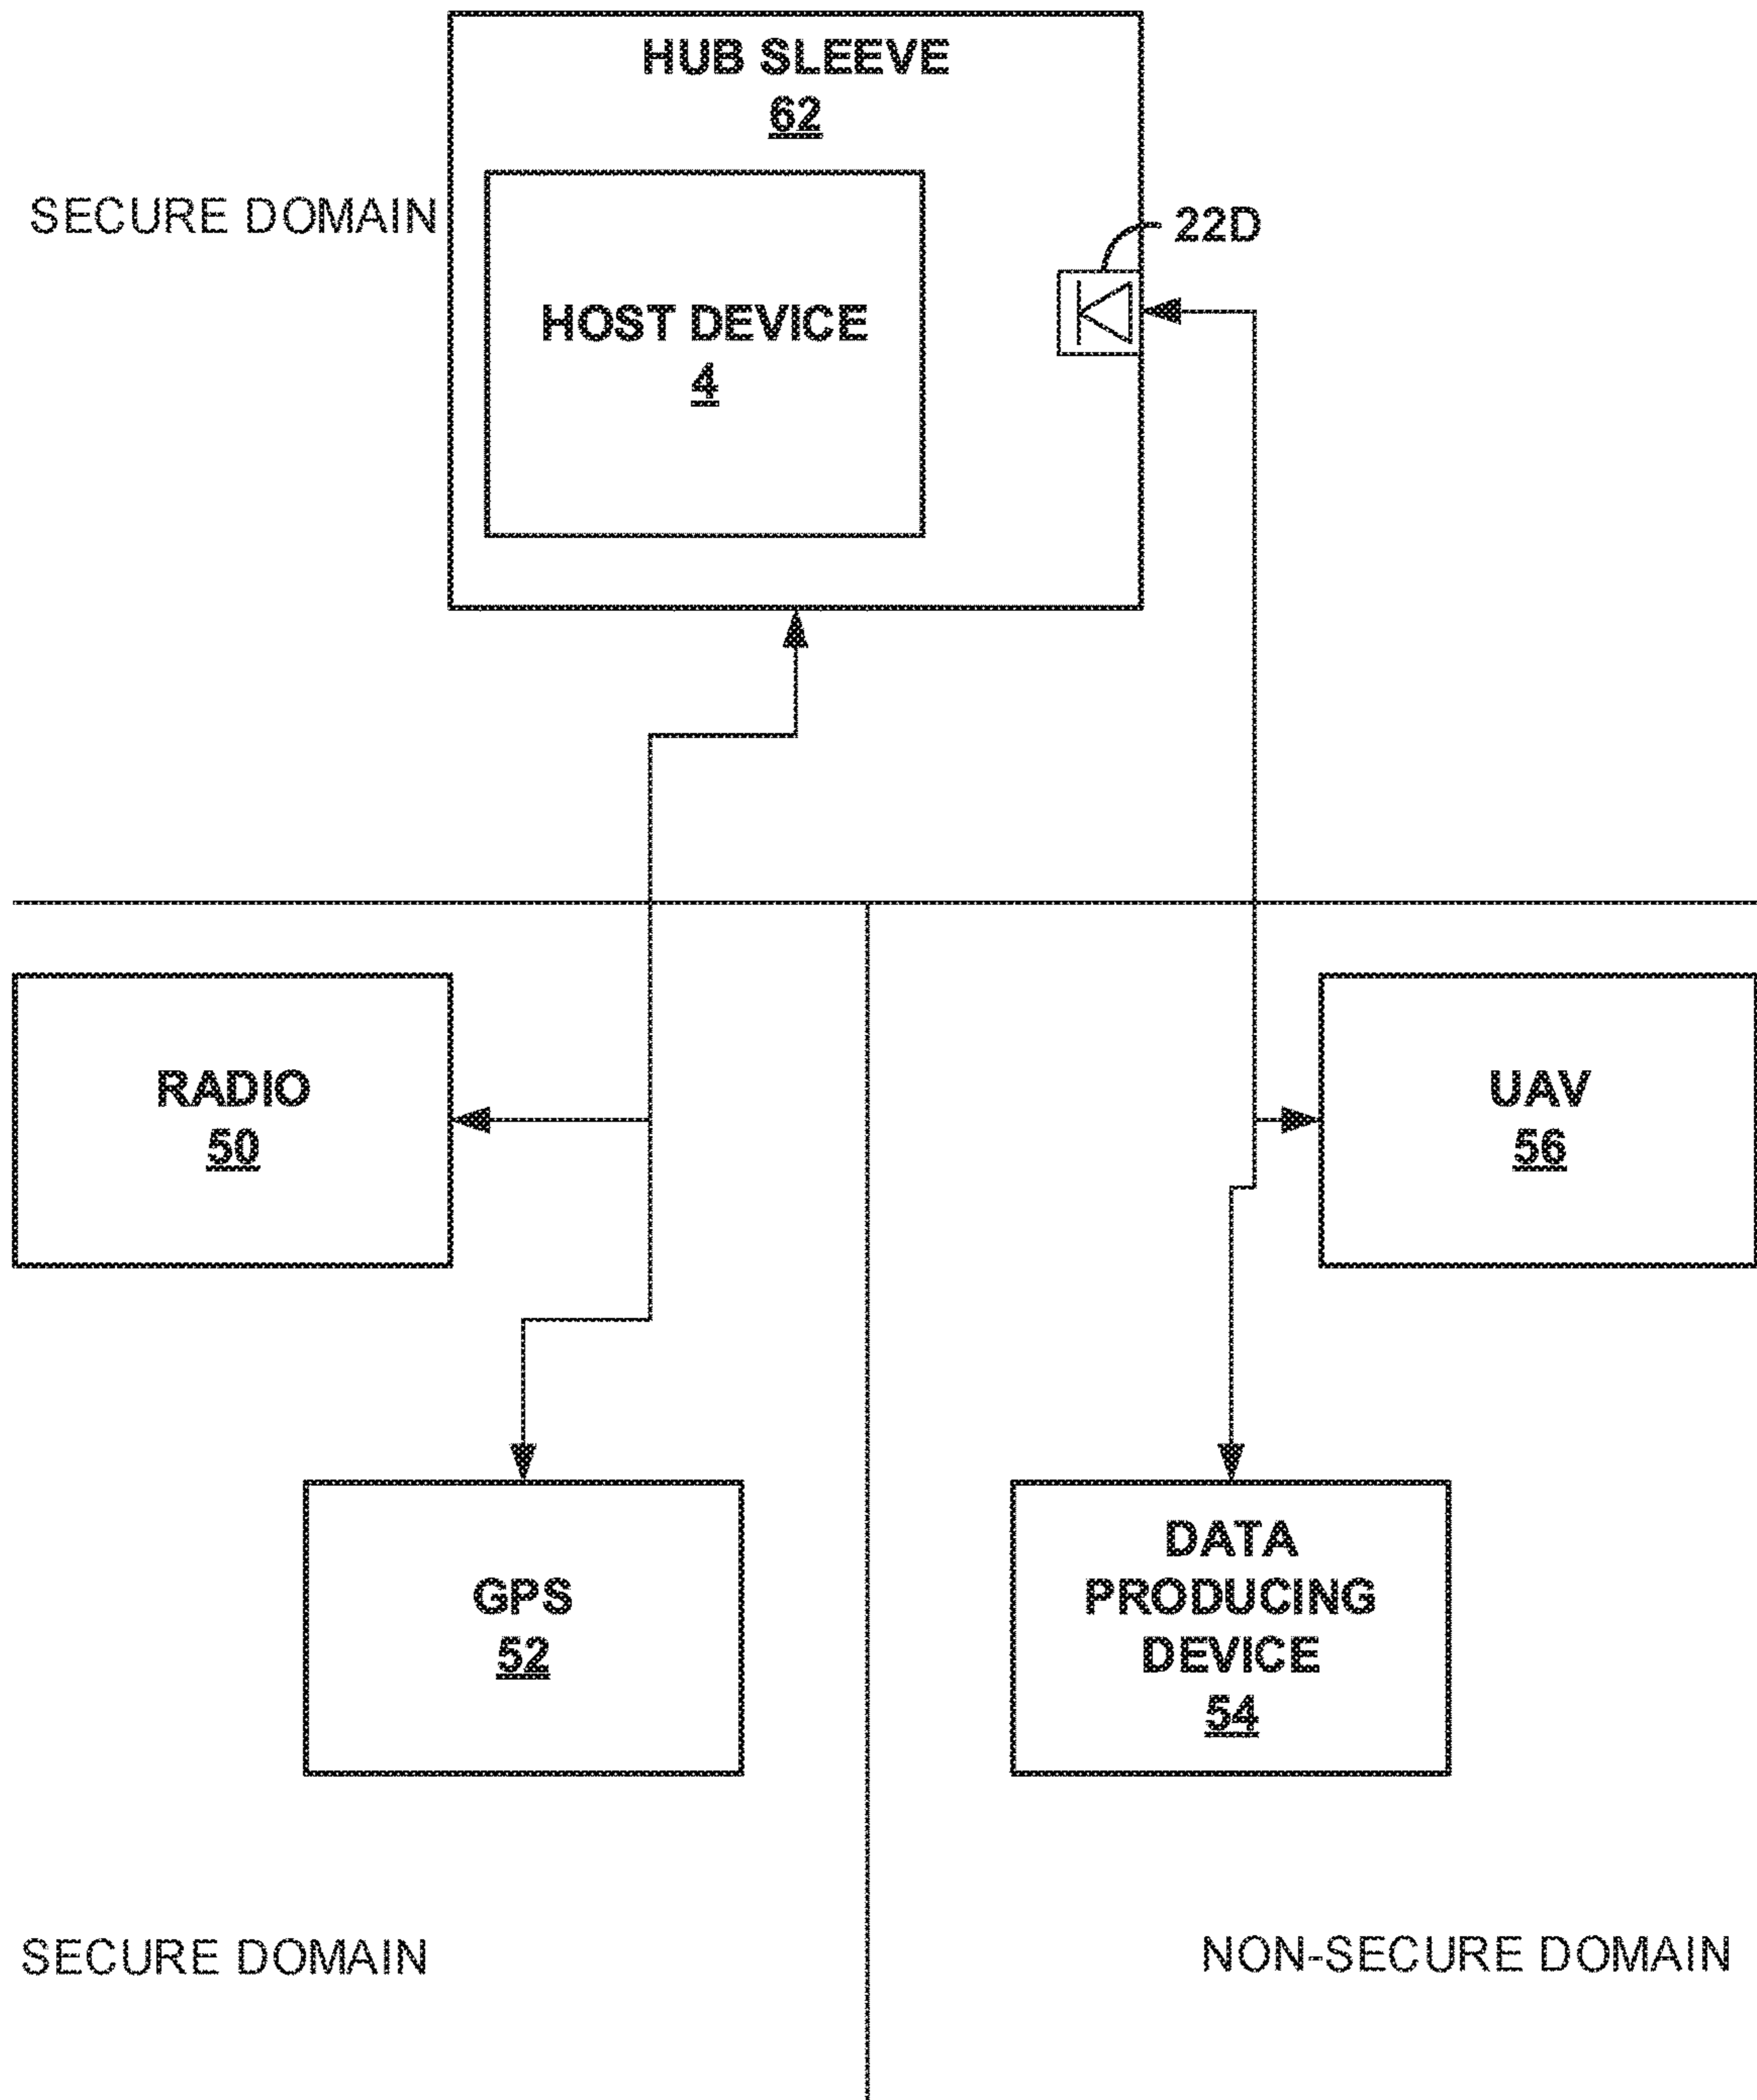 HUB SLEEVE
62
SECURE DOMAIN
22D
HOST DEVICE
4
RADIO
50
UAV
56
GPS
52
DATA
PRODUCING
DEVICE
54
SECURE DOMAIN
NON-SECURE DOMAIN